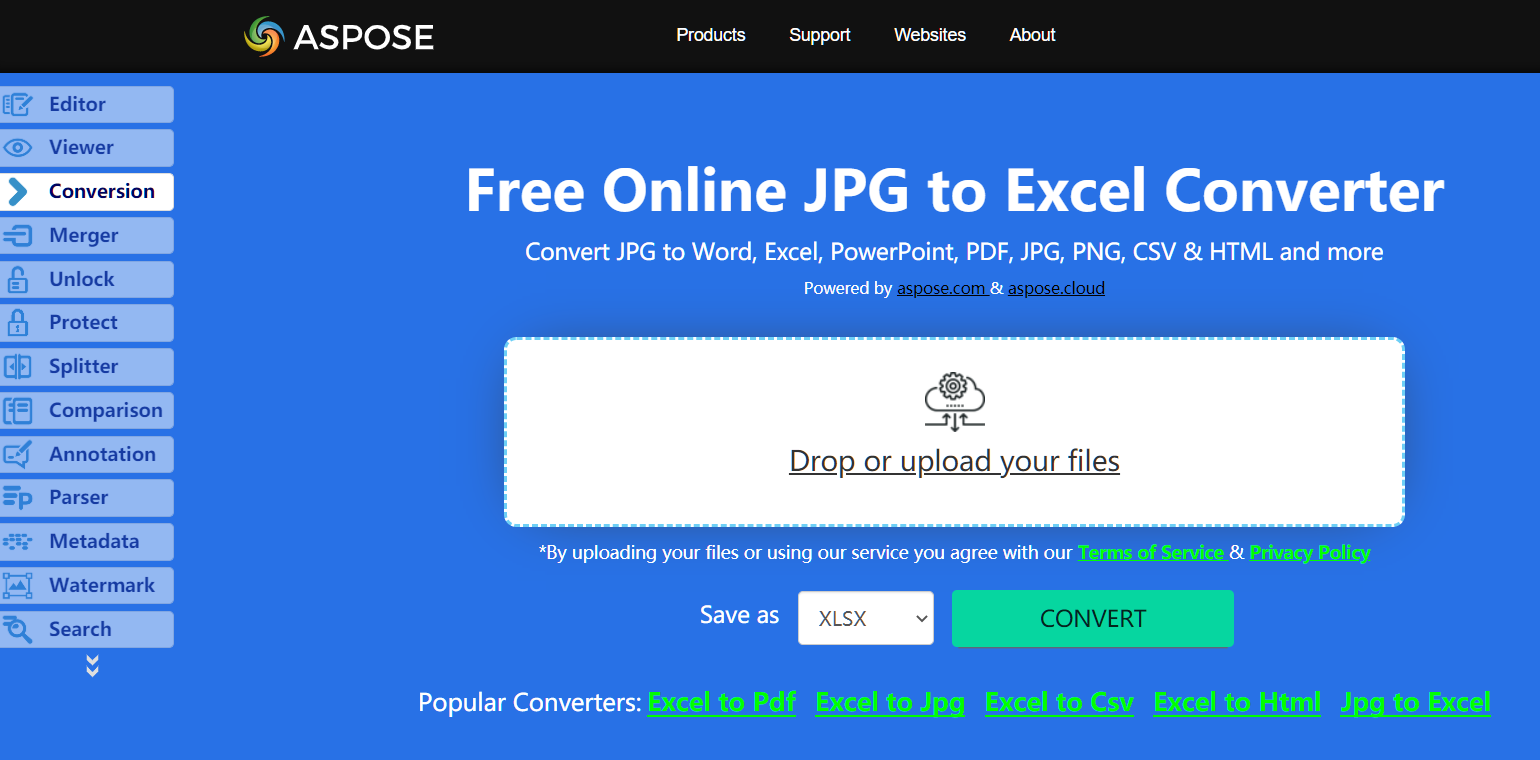 ASPOSE
Products Support Websites About
Editor
Viewer
Conversion
Merger
Unlock
Protect
Splitter
Comparison
Annotation
Parser
Metadata
Watermark
Search
Free Online JPG to Excel Converter
Convert JPG to Word, Excel, PowerPoint, PDF, JPG, PNG, CSV & HTML and more
Powered by aspose.com & aspose.cloud
Drop or upload your files
*By uploading your files or using our service you agree with our Terms of Service & Privacy Policy
Save as XLSX CONVERT
Popular Converters: Excel to Pdf Excel to Jpg Excel to Csv Excel to Html Jpg to Excel